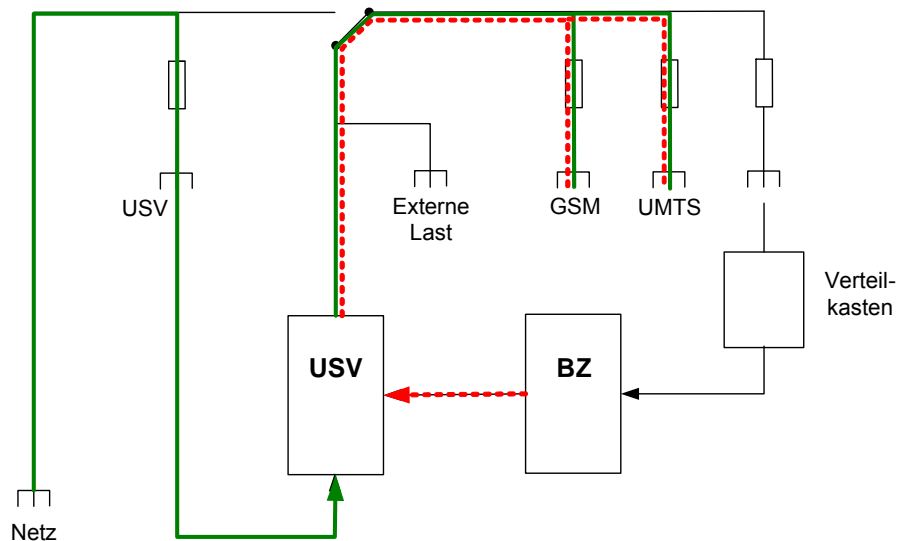 USV
Externe
Last
GSM
UMTS
Verteil-
kasten
USV
BZ
Netz